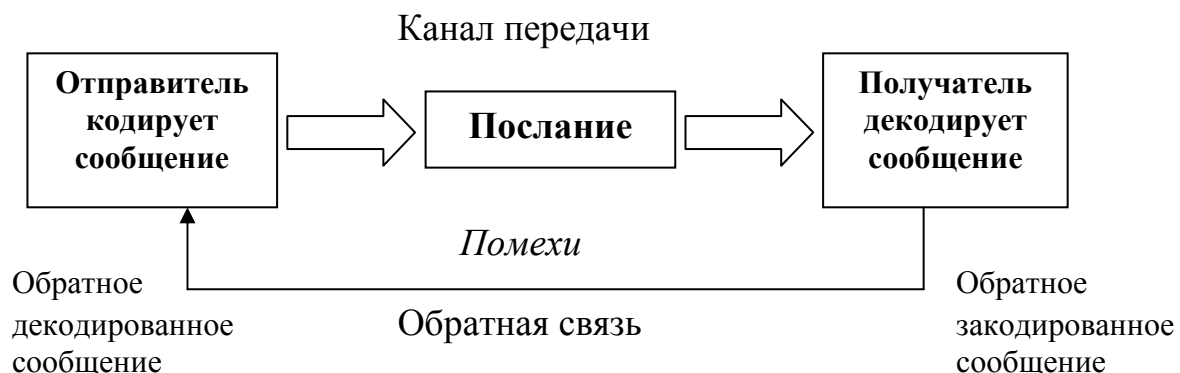 Канал передачи
Отправитель
кодирует
сообщение
Послание
Получатель
декодирует
сообщение
Помехи
Обратное
декодированное
сообщение
Обратная связь
Обратное
закодированное
сообщение